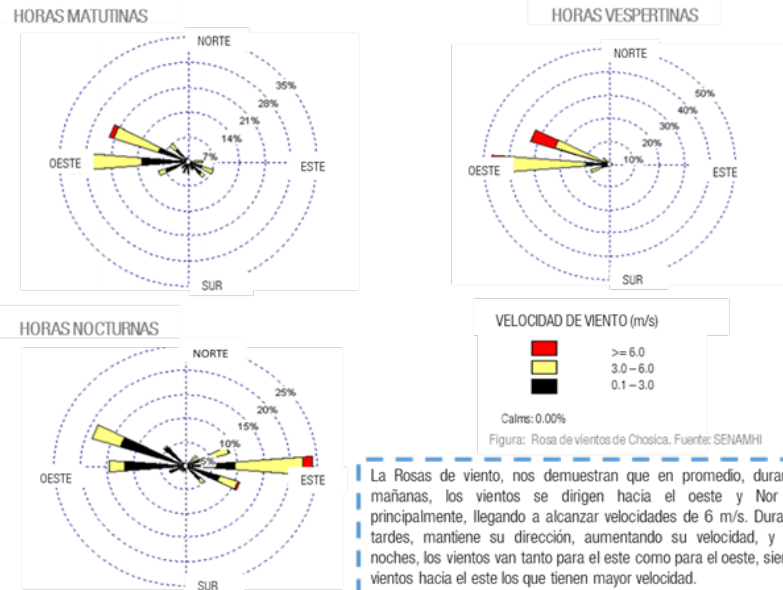 HORAS MATUTINAS
NORTE
35%
28%
21%
14%
7%
OESTE
ESTE
SUR
HORAS VESPERTINAS
NORTE
50%
40%
30%
20%
10%
OESTE
ESTE
SUR
HORAS NOCTURNAS
NORTE
25%
20%
15%
10%
5%
OESTE
ESTE
SUR
VELOCIDAD DE VIENTO (m/s)
>= 6.0
3.0 – 6.0
0.1 – 3.0
Calms: 0.00%
Figura: Rosa de vientos de Chosica. Fuente: SENAMHI
La Rosas de viento, nos demuestran que en promedio, dura
mañanas, los vientos se dirigen hacia el oeste y Nor
principalmente, llegando a alcanzar velocidades de 6 m/s. Dura
tardes, mantiene su dirección, aumentando su velocidad, y
noches, los vientos van tanto para el este como para el oeste, sien
vientos hacia el este los que tienen mayor velocidad.